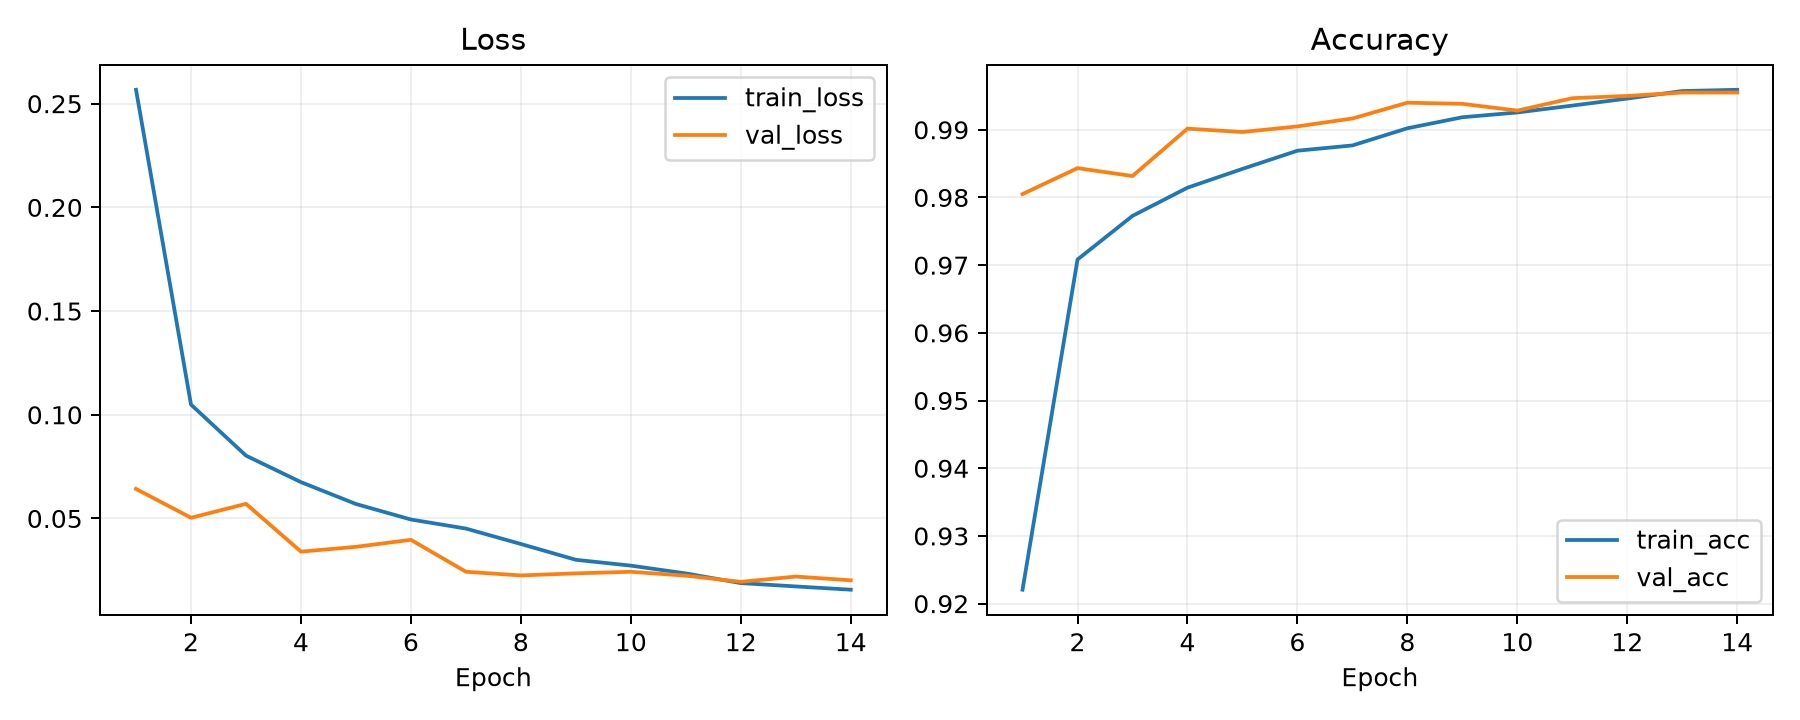 Loss
0.25
0.20
0.15
0.10
0.05
train_loss
val_loss
2 4 6 8 10 12 14
Epoch
Accuracy
0.99
0.98
0.97
0.96
0.95
0.94
0.93
0.92
train_acc
val_acc
2 4 6 8 10 12 14
Epoch